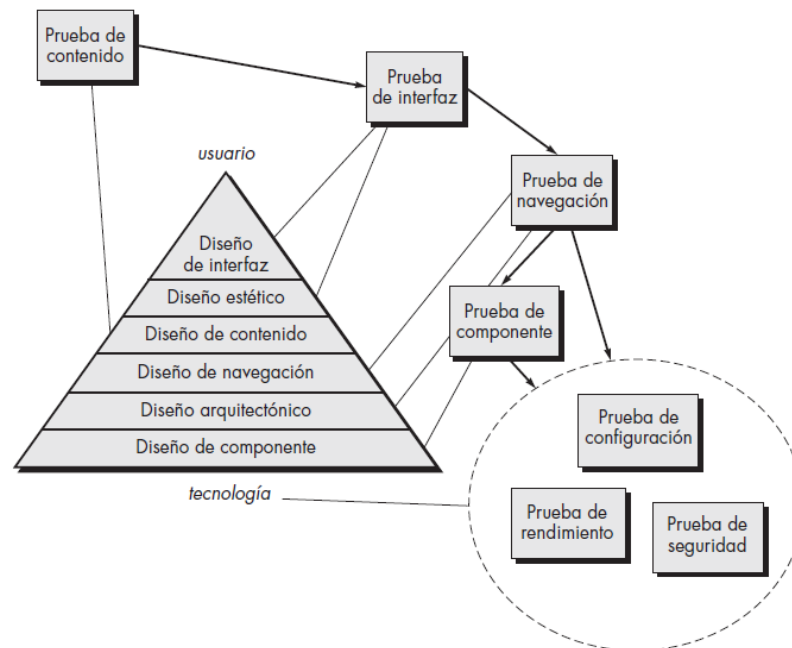 Prueba de
contenido
Prueba
de interfaz
usuario
Prueba de
navegación
Diseño
de interfaz
Diseño estético
Diseño de contenido
Diseño de navegación
Diseño arquitectónico
Diseño de componente
tecnología
Prueba de
componente
Prueba de
configuración
Prueba de
rendimiento
Prueba de
seguridad